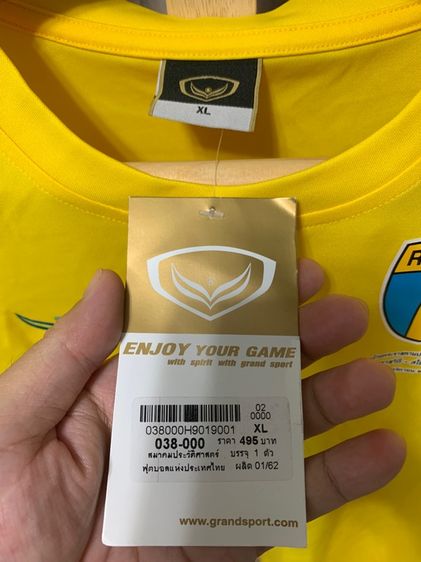 XL
R
ENJOY YOUR GAME
with spirit with grand sport
02
0000
038000H9019001 XL
038-000 ราคา 495 บาท
สมาคมประวัติศาสตร์ บรรจุ 1 ตัว
ฟุตบอลแห่งประเทศไทย ผลิต 01/62
www.grandsport.com